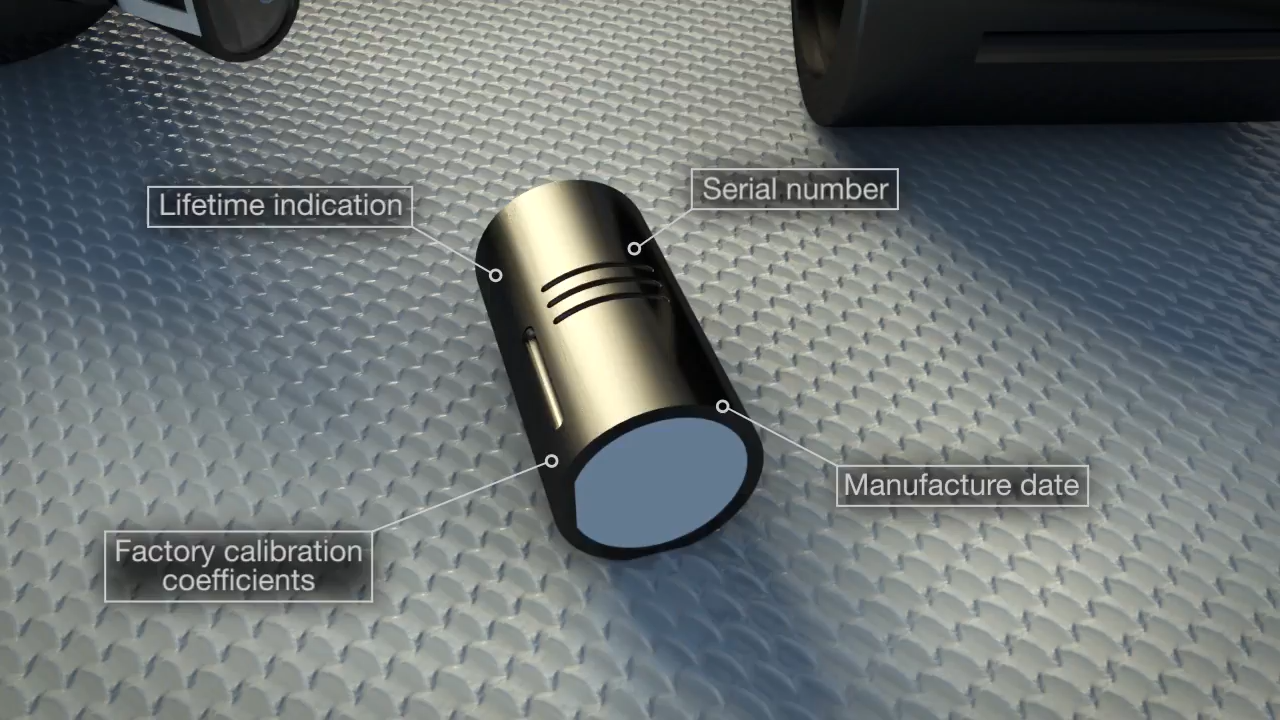 Serial number
Lifetime indication
Manufacture date
Factory calibration
coefficients